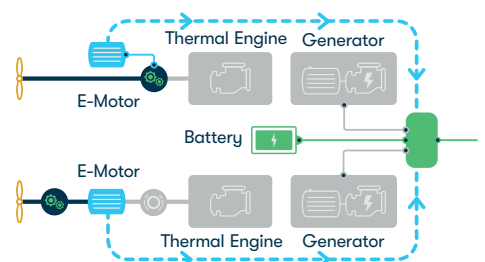 Thermal Engine
Generator
E-Motor
Battery
E-Motor
Thermal Engine
Generator